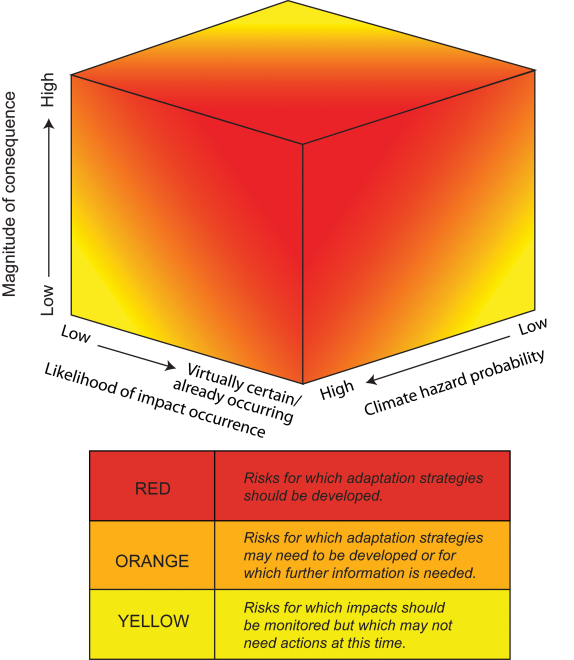 Magnitude of consequence
High
Low
Low
Virtually certain/
already occurring
Likelihood of impact occurrence
High
Low
Climate hazard probability
RED
Risks for which adaptation strategies
should be developed.
ORANGE
Risks for which adaptation strategies
may need to be developed or for
which further information is needed.
YELLOW
Risks for which impacts should
be monitored but which may not
need actions at this time.